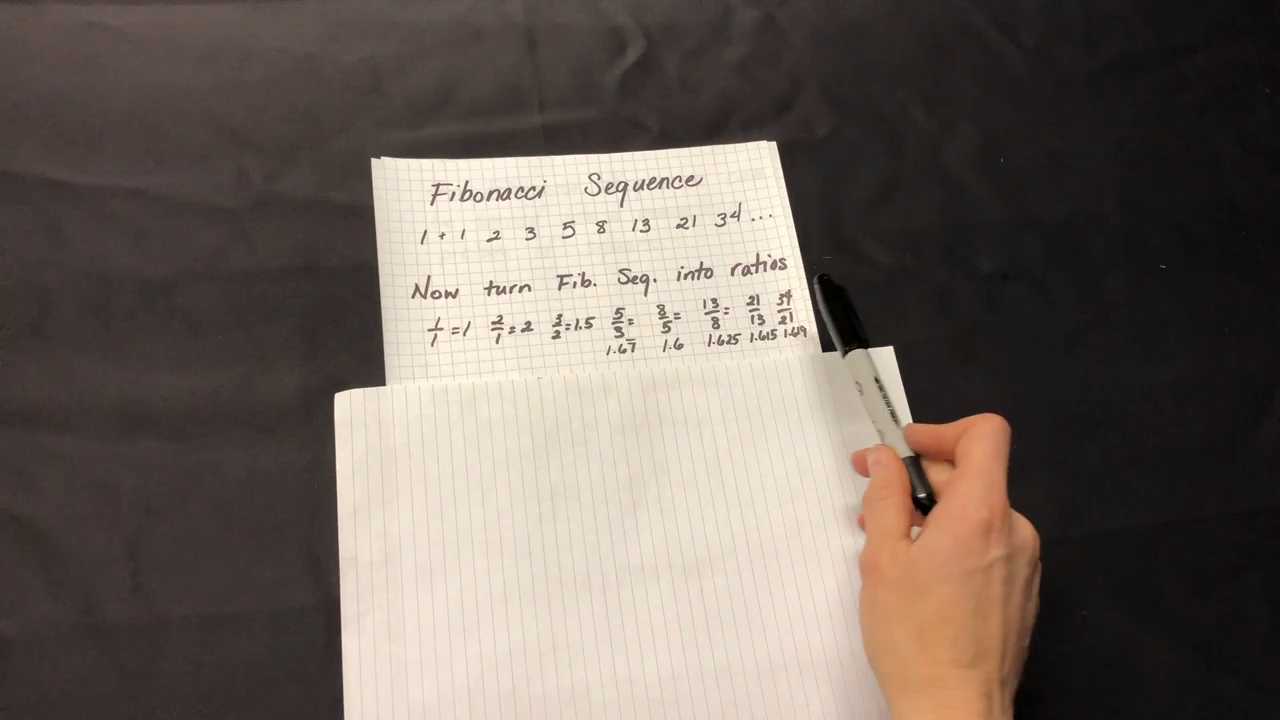 Fibonacci Sequence
1 + 1 2 3 5 8 13 21 34...
Now turn Fib. Seq. into ratios
1/1 = 1 2/1 = 2 3/2 = 1.5 5/3 = 8/5 = 13/8 = 21/13 34/21
1.67 1.6 1.625 1.615 1.619